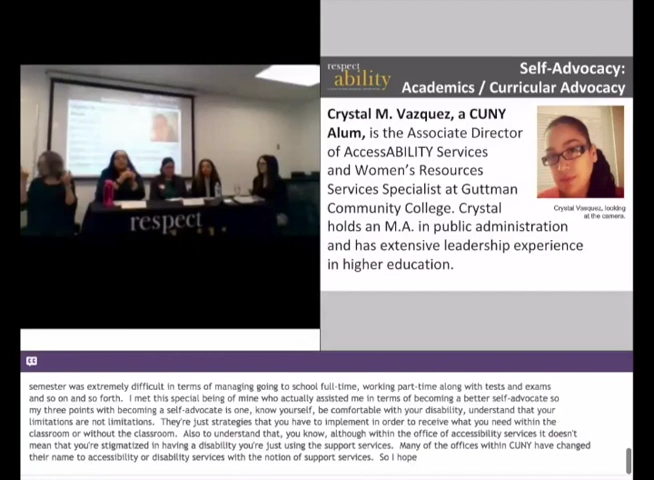 respect
ability
Self-Advocacy:
Academics / Curricular Advocacy
Crystal M. Vazquez, a CUNY
Alum, is the Associate Director
of AccessABILITY Services
and Women's Resources
Services Specialist at Guttman
Community College. Crystal
holds an M.A. in public administration
and has extensive leadership experience
in higher education.
Crystal Vasquez, looking
at the camera.
respect
semester was extremely difficult in terms of managing going to school full-time, working part-time along with tests and exams
and so on and so forth. I met this special being of mine who actually assisted me in terms of becoming a better self-advocate so
my three points with becoming a self-advocate is one, know yourself, be comfortable with your disability, understand that your
limitations are not limitations. They're just strategies that you have to implement in order to receive what you need within the
classroom or without the classroom. Also to understand that, you know, although within the office of accessibility services it doesn't
mean that you're stigmatized in having a disability you're just using the support services. Many of the offices within CUNY have changed
their name to accessibility or disability services with the notion of support services. So I hope